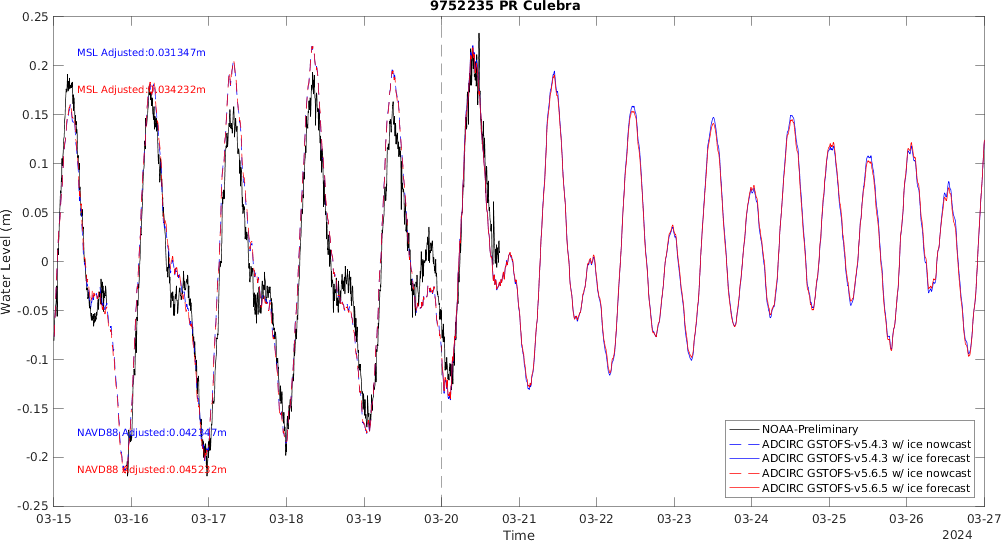 9752235 PR Culebra
0.25
0.2
0.15
0.1
0.05
0
-0.05
-0.1
-0.15
-0.2
-0.25
Water Level (m)
MSL Adjusted:0.031347m
MSL Adjusted:0.034232m
NAVD88 Adjusted:0.042347m
NAVD88 Adjusted:0.045232m
NOAA-Preliminary
ADCIRC GSTOFS-v5.4.3 w/ ice nowcast
ADCIRC GSTOFS-v5.4.3 w/ ice forecast
ADCIRC GSTOFS-v5.6.5 w/ ice nowcast
ADCIRC GSTOFS-v5.6.5 w/ ice forecast
03-15 03-16 03-17 03-18 03-19 03-20 03-21 03-22 03-23 03-24 03-25 03-26 03-27
Time
2024